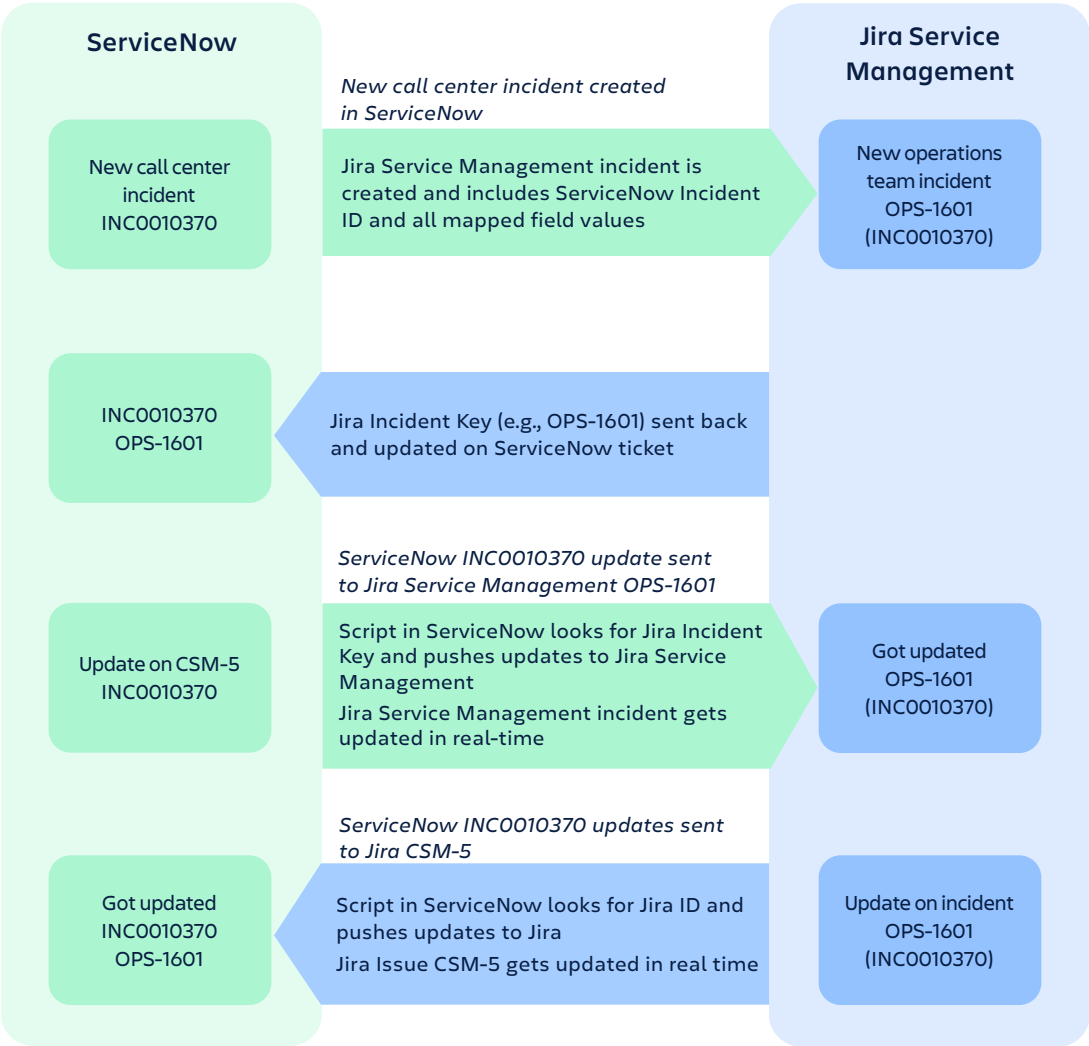 ServiceNow
Jira Service
Management
New call center incident created
in ServiceNow
New call center
incident
INC0010370
Jira Service Management incident is
created and includes ServiceNow Incident
ID and all mapped field values
New operations
team incident
OPS-1601
(INC0010370)
INC0010370
OPS-1601
Jira Incident Key (e.g., OPS-1601) sent back
and updated on ServiceNow ticket
ServiceNow INC0010370 update sent
to Jira Service Management OPS-1601
Update on CSM-5
INC0010370
Script in ServiceNow looks for Jira Incident
Key and pushes updates to Jira Service
Management
Jira Service Management incident gets
updated in real-time
Got updated
OPS-1601
(INC0010370)
ServiceNow INC0010370 updates sent
to Jira CSM-5
Got updated
INC0010370
OPS-1601
Script in ServiceNow looks for Jira ID and
pushes updates to Jira
Jira Issue CSM-5 gets updated in real time
Update on incident
OPS-1601
(INC0010370)